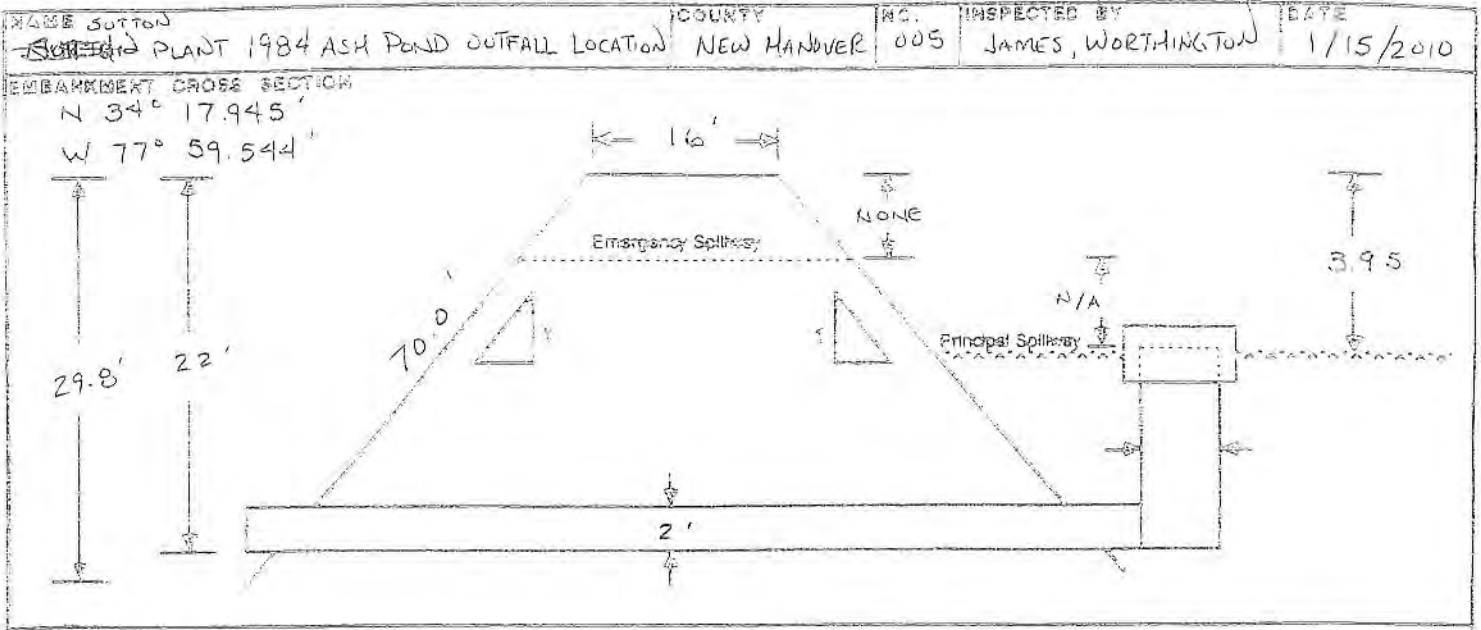 NAME SUTTON
PLANT 1984 ASH POND OUTFALL LOCATION
COUNTY
NEW HANOVER
NO.
005
INSPECTED BY
JAMES, WORTHINGTON
DATE
1/15/2010
EMBANKMENT CROSS SECTION
N 34° 17.945'
W 77° 59.544'
16'
NONE
Emergency Spillway
3.95
N/A
70.0'
Principal Spillway
22'
29.8'
2'